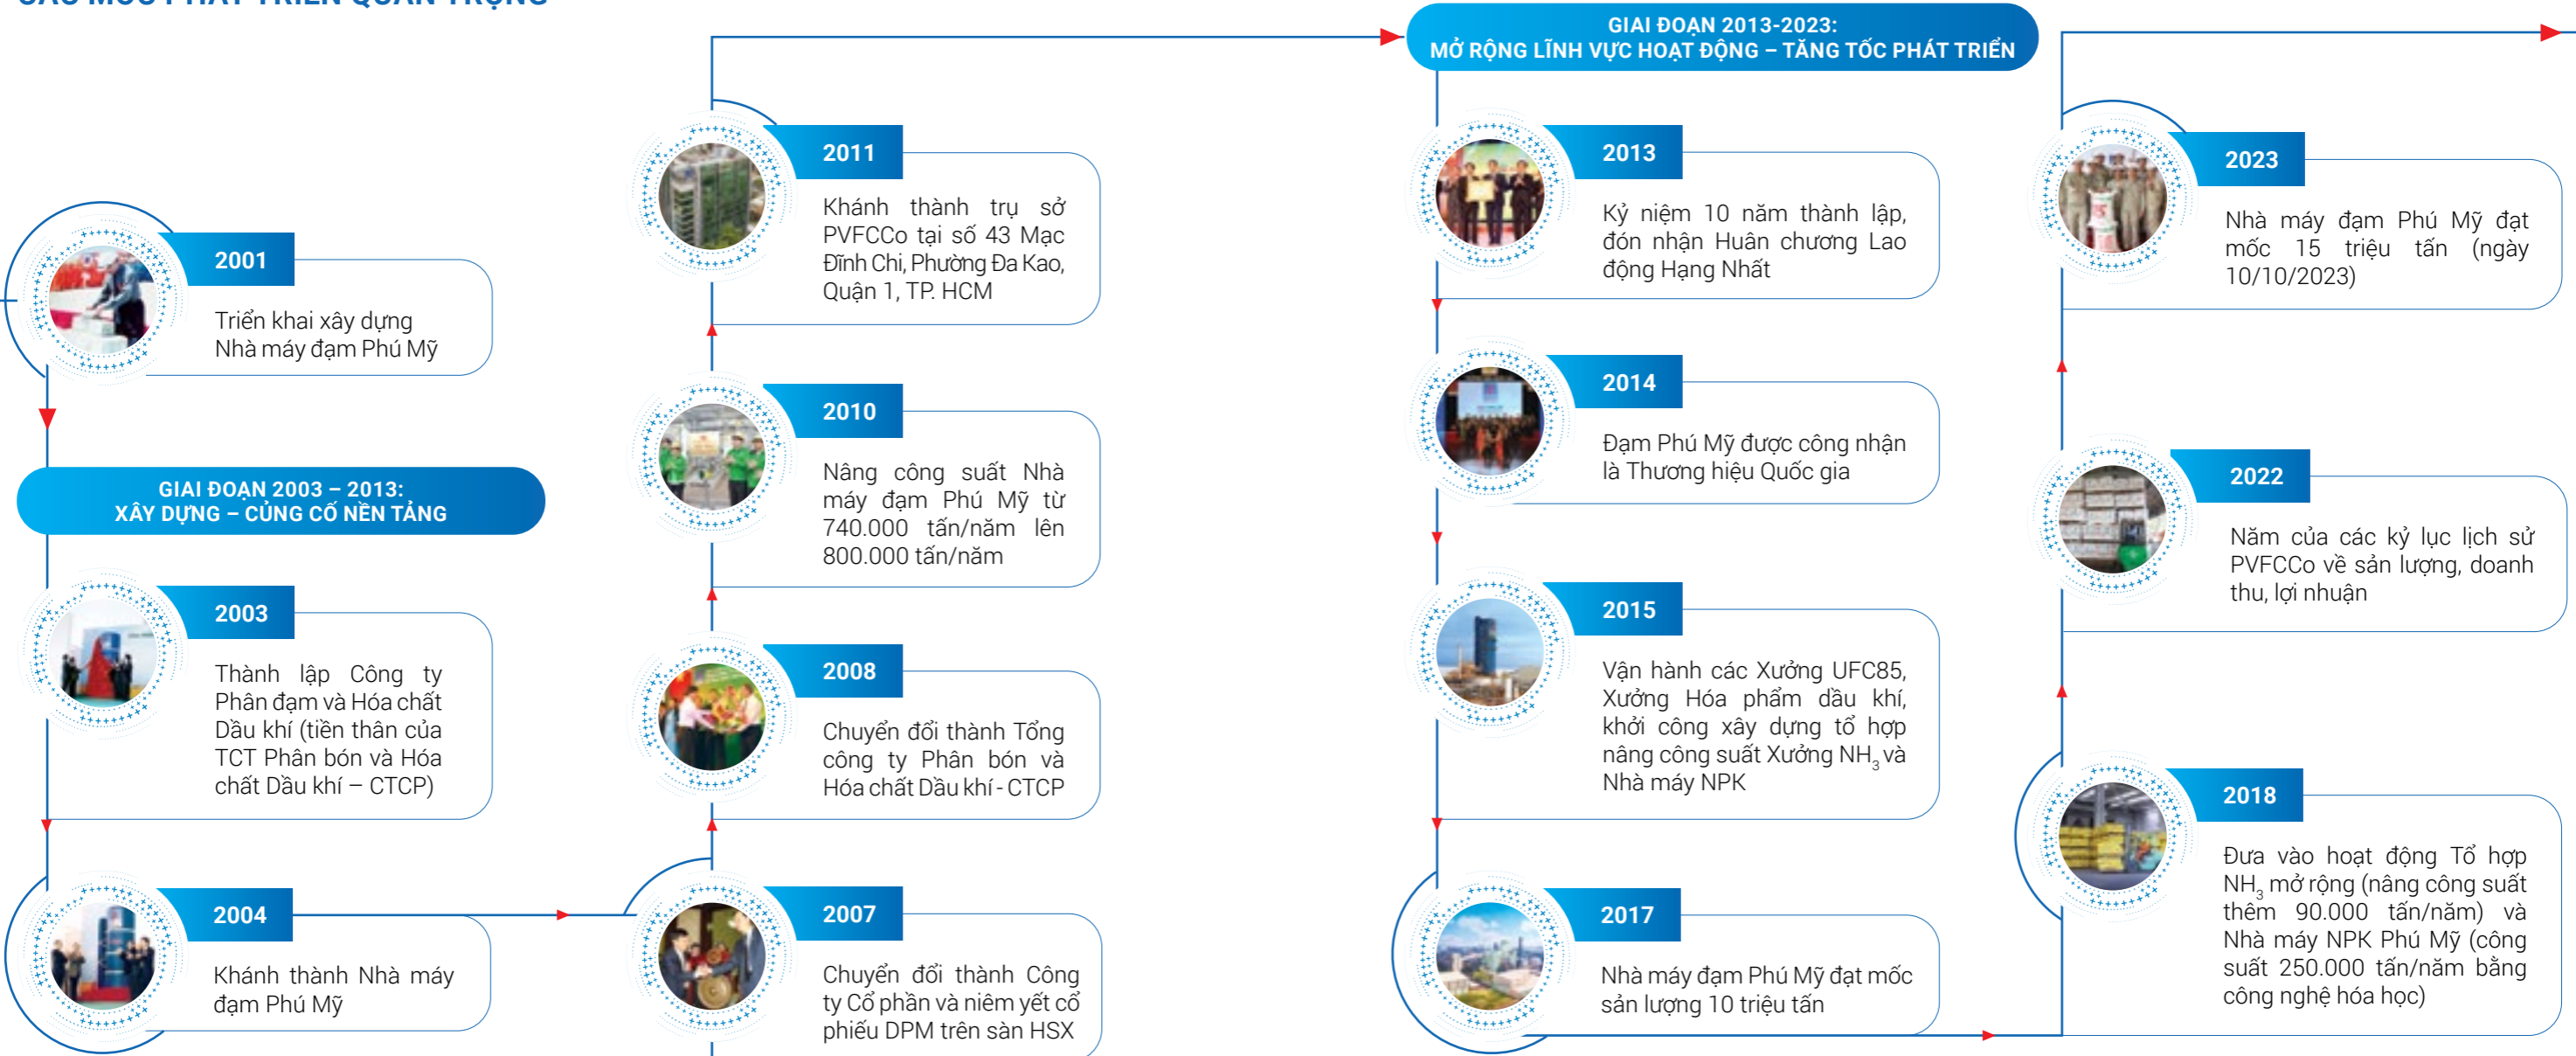 CÁC MỐC PHÁT TRIỂN QUAN TRỌNG
2001
Triển khai xây dựng
Nhà máy đạm Phú Mỹ
GIAI ĐOẠN 2003 – 2013:
XÂY DỰNG – CỦNG CỐ NỀN TẢNG
2003
Thành lập Công ty
Phân đạm và Hóa chất
Dầu khí (tiền thân của
TCT Phân bón và Hóa
chất Dầu khí – CTCP)
2004
Khánh thành Nhà máy
đạm Phú Mỹ
2007
Chuyển đổi thành Công
ty Cổ phần và niêm yết cổ
phiếu DPM trên sàn HSX
2008
Chuyển đổi thành Tổng
công ty Phân bón và
Hóa chất Dầu khí - CTCP
2010
Nâng công suất Nhà
máy đạm Phú Mỹ từ
740.000 tấn/năm lên
800.000 tấn/năm
2011
Khánh thành trụ sở
PVFCCo tại số 43 Mạc
Đĩnh Chi, Phường Đa Kao,
Quận 1, TP. HCM
GIAI ĐOẠN 2013-2023:
MỞ RỘNG LĨNH VỰC HOẠT ĐỘNG – TĂNG TỐC PHÁT TRIỂN
2013
Kỷ niệm 10 năm thành lập,
đón nhận Huân chương Lao
động Hạng Nhất
2014
Đạm Phú Mỹ được công nhận
là Thương hiệu Quốc gia
2015
Vận hành các Xưởng UFC85,
Xưởng Hóa phẩm dầu khí,
khởi công xây dựng tổ hợp
nâng công suất Xưởng NH₃ và
Nhà máy NPK
2017
Nhà máy đạm Phú Mỹ đạt mốc
sản lượng 10 triệu tấn
2018
Đưa vào hoạt động Tổ hợp
NH₃ mở rộng (nâng công suất
thêm 90.000 tấn/năm) và
Nhà máy NPK Phú Mỹ (công
suất 250.000 tấn/năm bằng
công nghệ hóa học)
2022
Năm của các kỷ lục lịch sử
PVFCCo về sản lượng, doanh
thu, lợi nhuận
2023
Nhà máy đạm Phú Mỹ đạt
mốc 15 triệu tấn (ngày
10/10/2023)